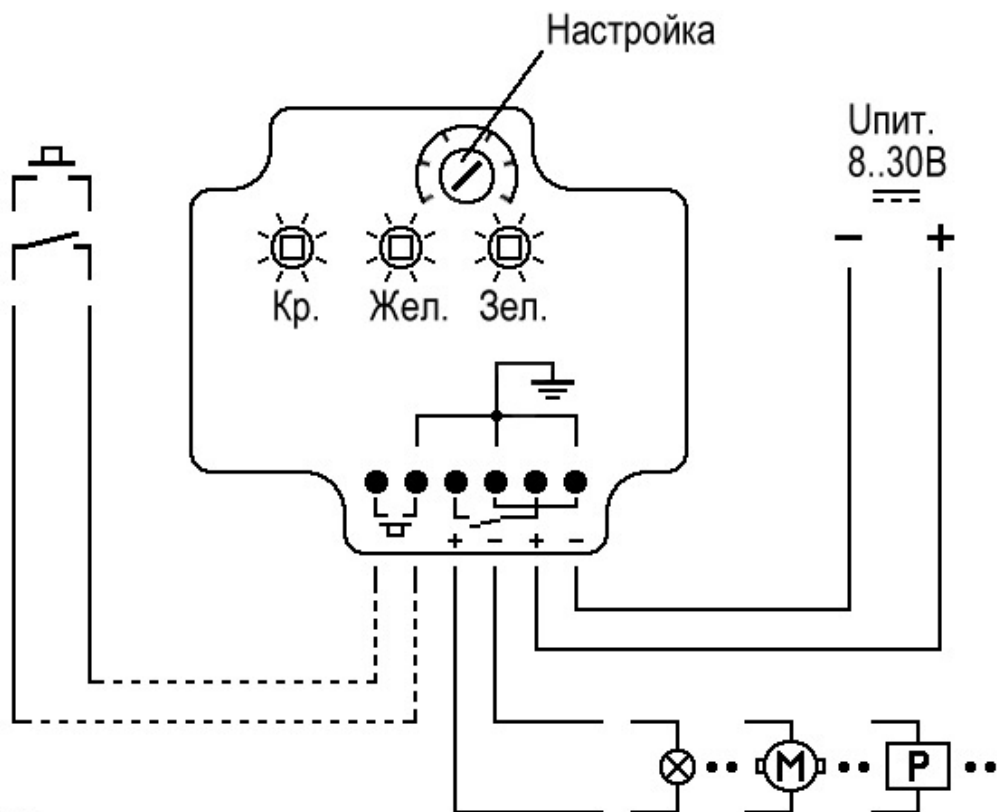 Настройка
Uпит.
8..30В
− +
Кр. Жел. Зел.
+ − + −
М
Р